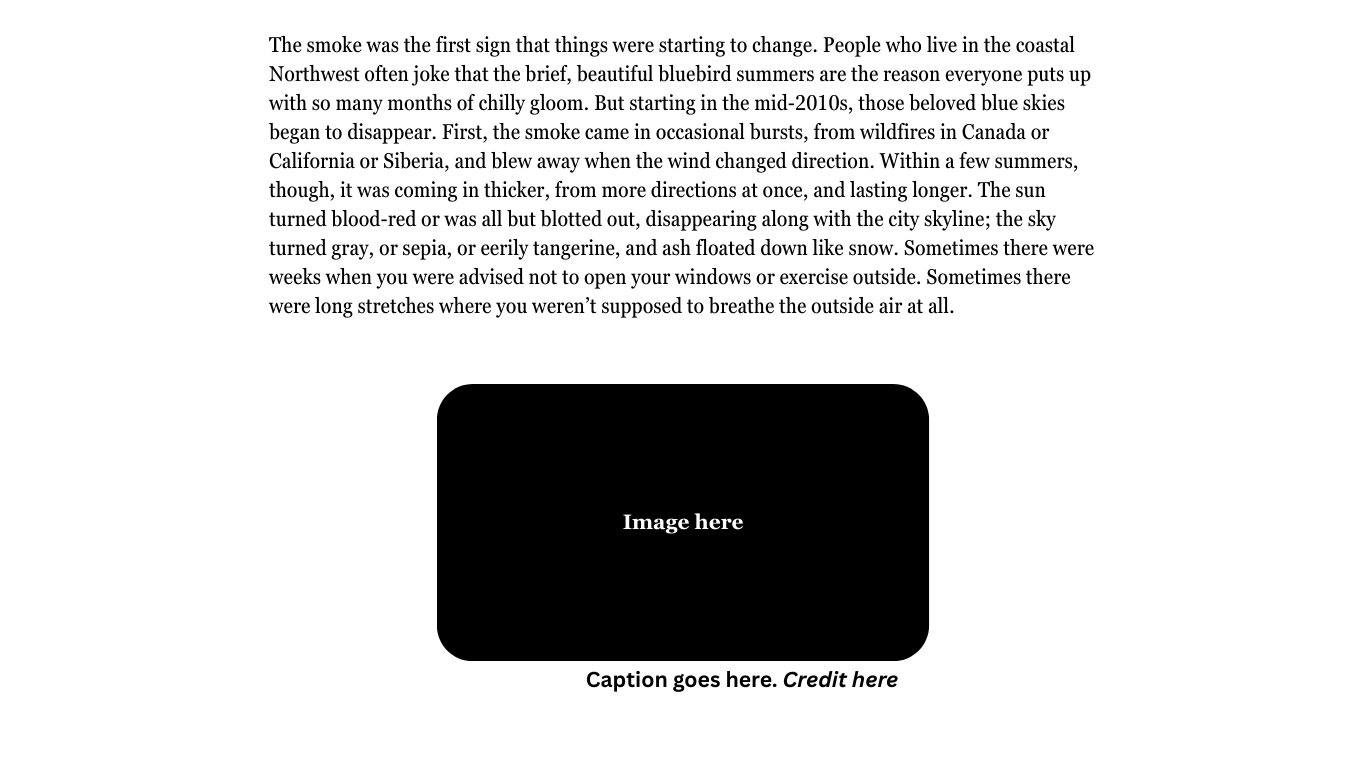 The smoke was the first sign that things were starting to change. People who live in the coastal
Northwest often joke that the brief, beautiful bluebird summers are the reason everyone puts up
with so many months of chilly gloom. But starting in the mid-2010s, those beloved blue skies
began to disappear. First, the smoke came in occasional bursts, from wildfires in Canada or
California or Siberia, and blew away when the wind changed direction. Within a few summers,
though, it was coming in thicker, from more directions at once, and lasting longer. The sun
turned blood-red or was all but blotted out, disappearing along with the city skyline; the sky
turned gray, or sepia, or eerily tangerine, and ash floated down like snow. Sometimes there were
weeks when you were advised not to open your windows or exercise outside. Sometimes there
were long stretches where you weren’t supposed to breathe the outside air at all.
Image here
Caption goes here. Credit here